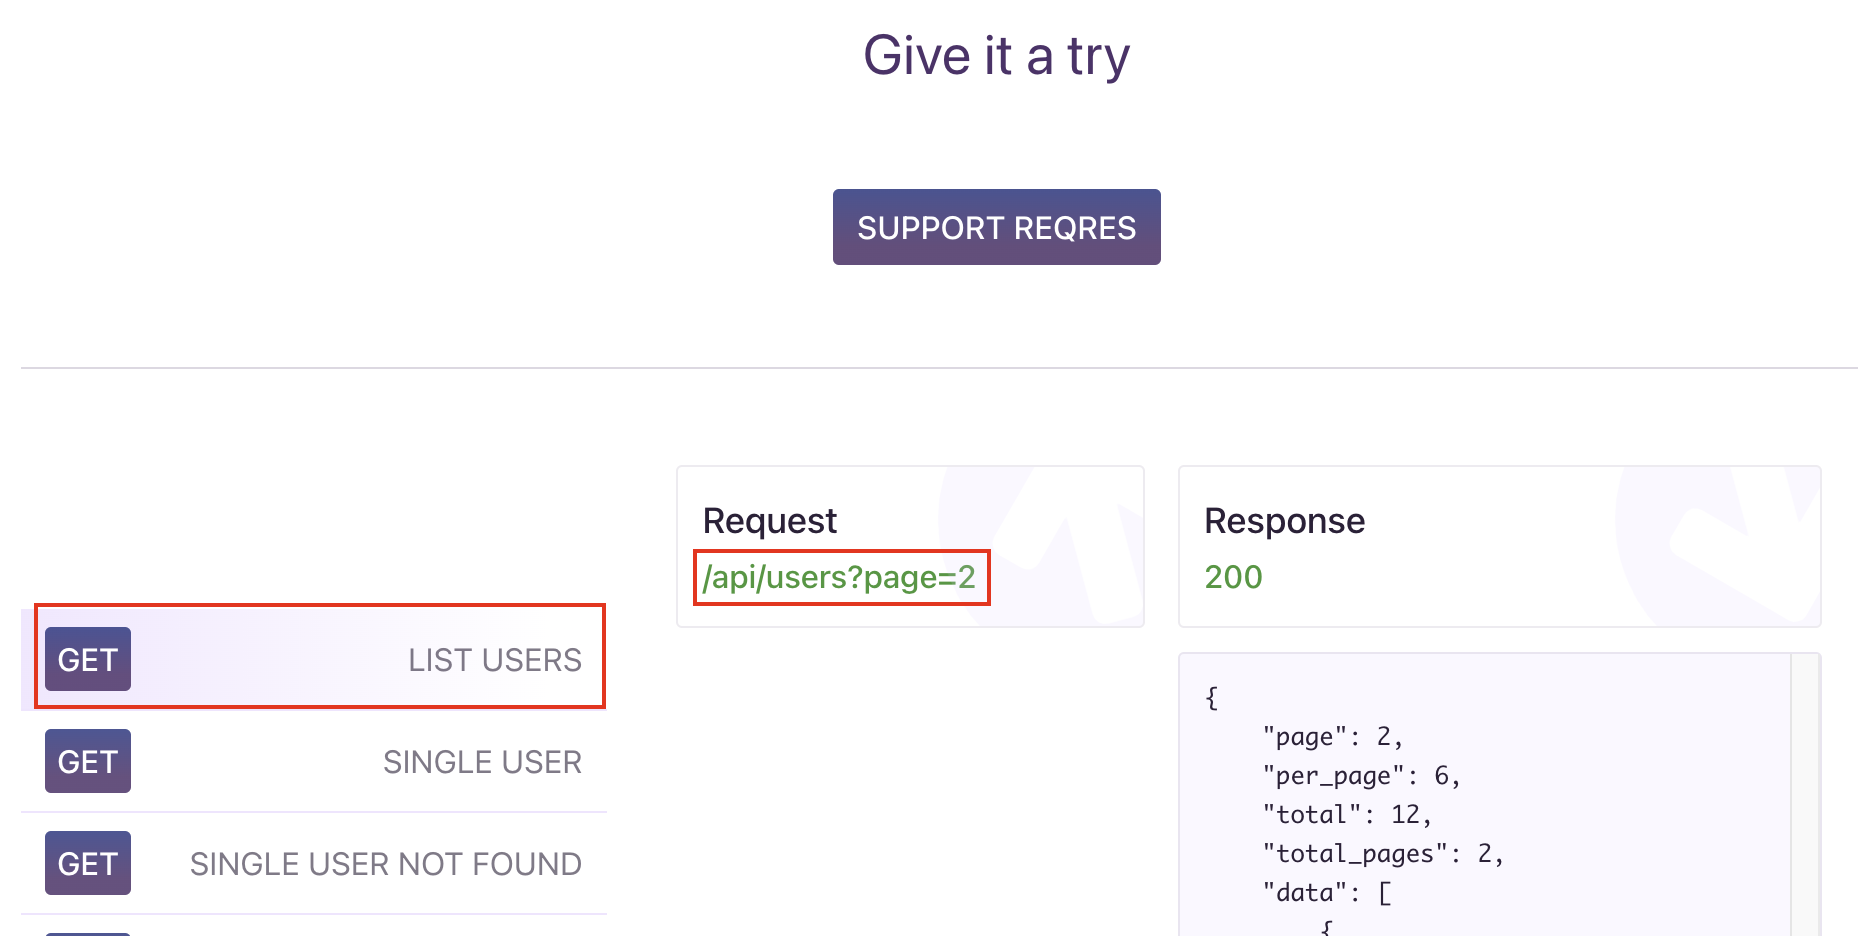 Give it a try
SUPPORT REQRES
GET LIST USERS
GET SINGLE USER
GET SINGLE USER NOT FOUND
Request
/api/users?page=2
Response
200
{
"page": 2,
"per_page": 6,
"total": 12,
"total_pages": 2,
"data": [
{